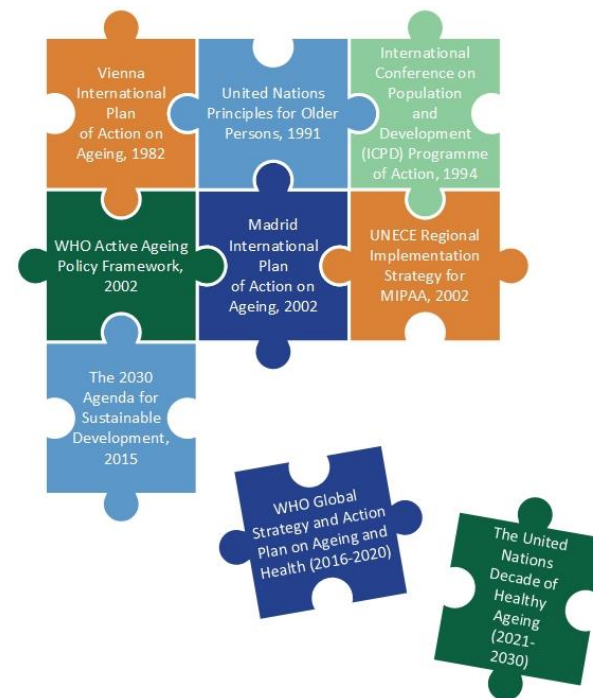 Vienna
International
Plan
of Action on
Ageing, 1982
United Nations
Principles for Older
Persons, 1991
International
Conference on
Population
and
Development
(ICPD) Programme
of Action, 1994
WHO Active Ageing
Policy Framework,
2002
Madrid
International
Plan
of Action on
Ageing, 2002
UNECE Regional
Implementation
Strategy for
MIPAA, 2002
The 2030
Agenda for
Sustainable
Development,
2015
WHO Global
Strategy and Action
Plan on Ageing and
Health (2016-2020)
The United
Nations
Decade of
Healthy
Ageing
(2021-
2030)